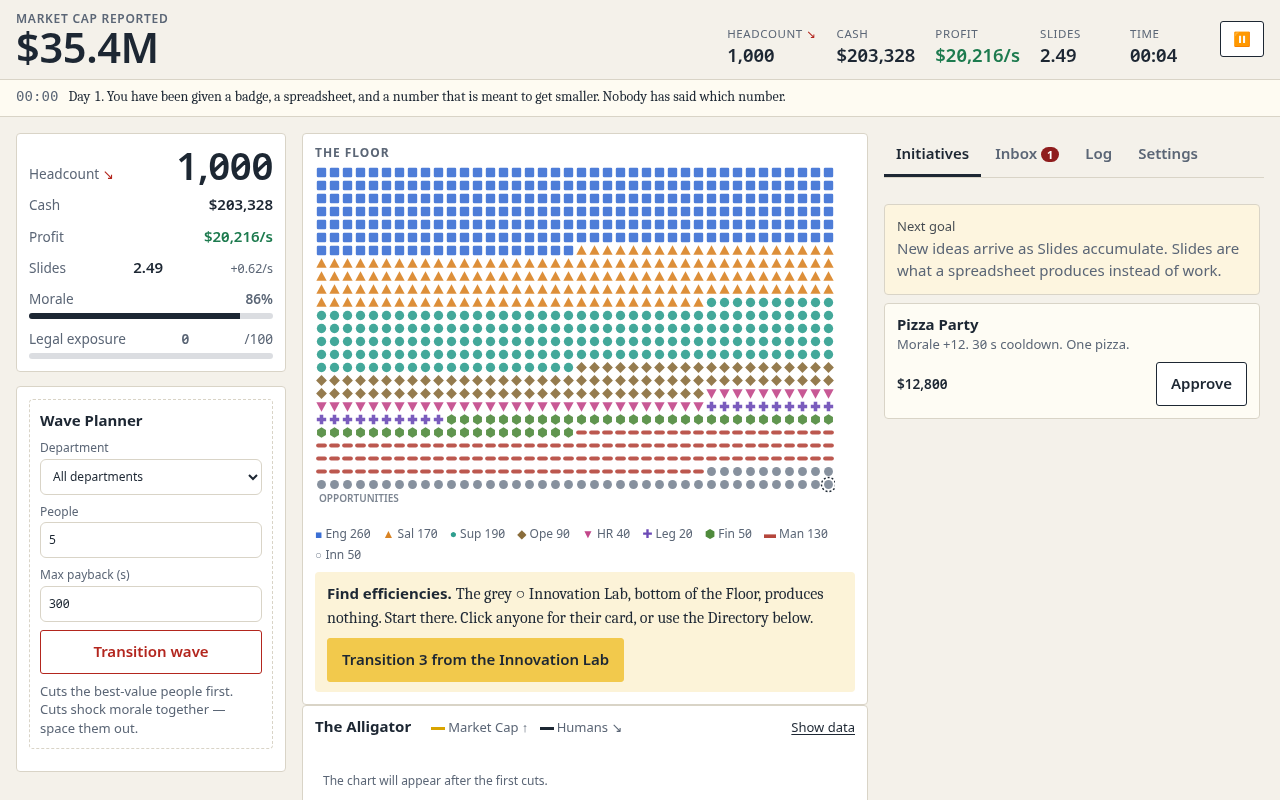 MARKET CAP REPORTED
$35.4M
HEADCOUNT ↘
1,000
CASH
$203,328
PROFIT
$20,216/s
SLIDES
2.49
TIME
00:04
00:00 Day 1. You have been given a badge, a spreadsheet, and a number that is meant to get smaller. Nobody has said which number.
Headcount ↘ 1,000
Cash $203,328
Profit $20,216/s
Slides 2.49 +0.62/s
Morale 86%
Legal exposure 0 /100
Wave Planner
Department
All departments
People
5
Max payback (s)
300
Transition wave
Cuts the best-value people first.
Cuts shock morale together —
space them out.
THE FLOOR
OPPORTUNITIES
■ Eng 260 ▲ Sal 170 ● Sup 190 ◆ Ope 90 ▼ HR 40 ✚ Leg 20 ⬢ Fin 50 ▬ Man 130
○ Inn 50
Find efficiencies. The grey ○ Innovation Lab, bottom of the Floor, produces
nothing. Start there. Click anyone for their card, or use the Directory below.
Transition 3 from the Innovation Lab
The Alligator Market Cap ↑ Humans ↘ Show data
The chart will appear after the first cuts.
Initiatives Inbox 1 Log Settings
Next goal
New ideas arrive as Slides accumulate. Slides are
what a spreadsheet produces instead of work.
Pizza Party
Morale +12. 30 s cooldown. One pizza.
$12,800 Approve